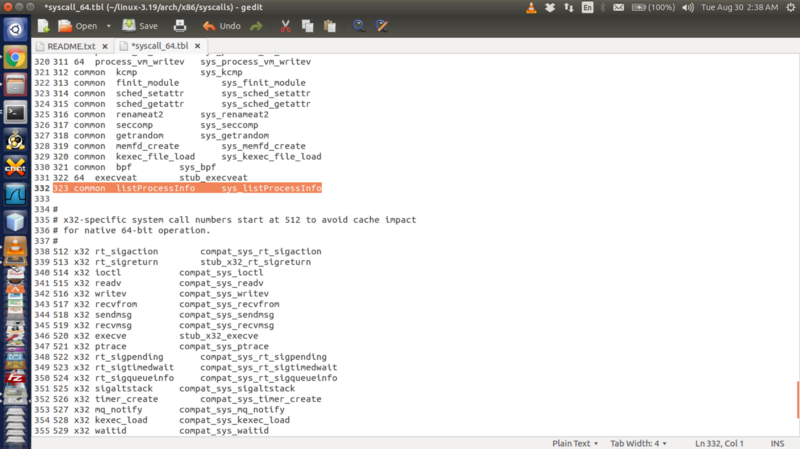 *syscall_64.tbl (~/linux-3.19/arch/x86/syscalls) - gedit
En (100%) Tue Aug 30 2:38 AM
Open Save Undo
README.txt × *syscall_64.tbl ×
320 311 64 process_vm_writev sys_process_vm_writev
321 312 common kcmp sys_kcmp
322 313 common finit_module sys_finit_module
323 314 common sched_setattr sys_sched_setattr
324 315 common sched_getattr sys_sched_getattr
325 316 common renameat2 sys_renameat2
326 317 common seccomp sys_seccomp
327 318 common getrandom sys_getrandom
328 319 common memfd_create sys_memfd_create
329 320 common kexec_file_load sys_kexec_file_load
330 321 common bpf sys_bpf
331 322 64 execveat stub_execveat
332 323 common listProcessInfo sys_listProcessInfo
333
334 #
335 # x32-specific system call numbers start at 512 to avoid cache impact
336 # for native 64-bit operation.
337 #
338 512 x32 rt_sigaction compat_sys_rt_sigaction
339 513 x32 rt_sigreturn stub_x32_rt_sigreturn
340 514 x32 ioctl compat_sys_ioctl
341 515 x32 readv compat_sys_readv
342 516 x32 writev compat_sys_writev
343 517 x32 recvfrom compat_sys_recvfrom
344 518 x32 sendmsg compat_sys_sendmsg
345 519 x32 recvmsg compat_sys_recvmsg
346 520 x32 execve stub_x32_execve
347 521 x32 ptrace compat_sys_ptrace
348 522 x32 rt_sigpending compat_sys_rt_sigpending
349 523 x32 rt_sigtimedwait compat_sys_rt_sigtimedwait
350 524 x32 rt_sigqueueinfo compat_sys_rt_sigqueueinfo
351 525 x32 sigaltstack compat_sys_sigaltstack
352 526 x32 timer_create compat_sys_timer_create
353 527 x32 mq_notify compat_sys_mq_notify
354 528 x32 kexec_load compat_sys_kexec_load
355 529 x32 waitid compat_sys_waitid
Plain Text Tab Width: 4 Ln 332, Col 1 INS